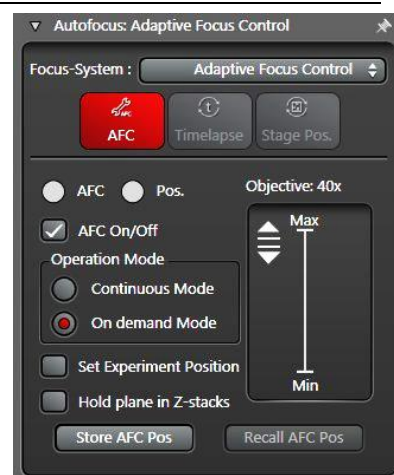 Autofocus: Adaptive Focus Control
Focus-System : Adaptive Focus Control
AFC
AFC Timelapse Stage Pos.
AFC Pos. Objective: 40x
AFC On/Off
Max
Operation Mode
Continuous Mode
On demand Mode
Set Experiment Position
Min
Hold plane in Z-stacks
Store AFC Pos Recall AFC Pos